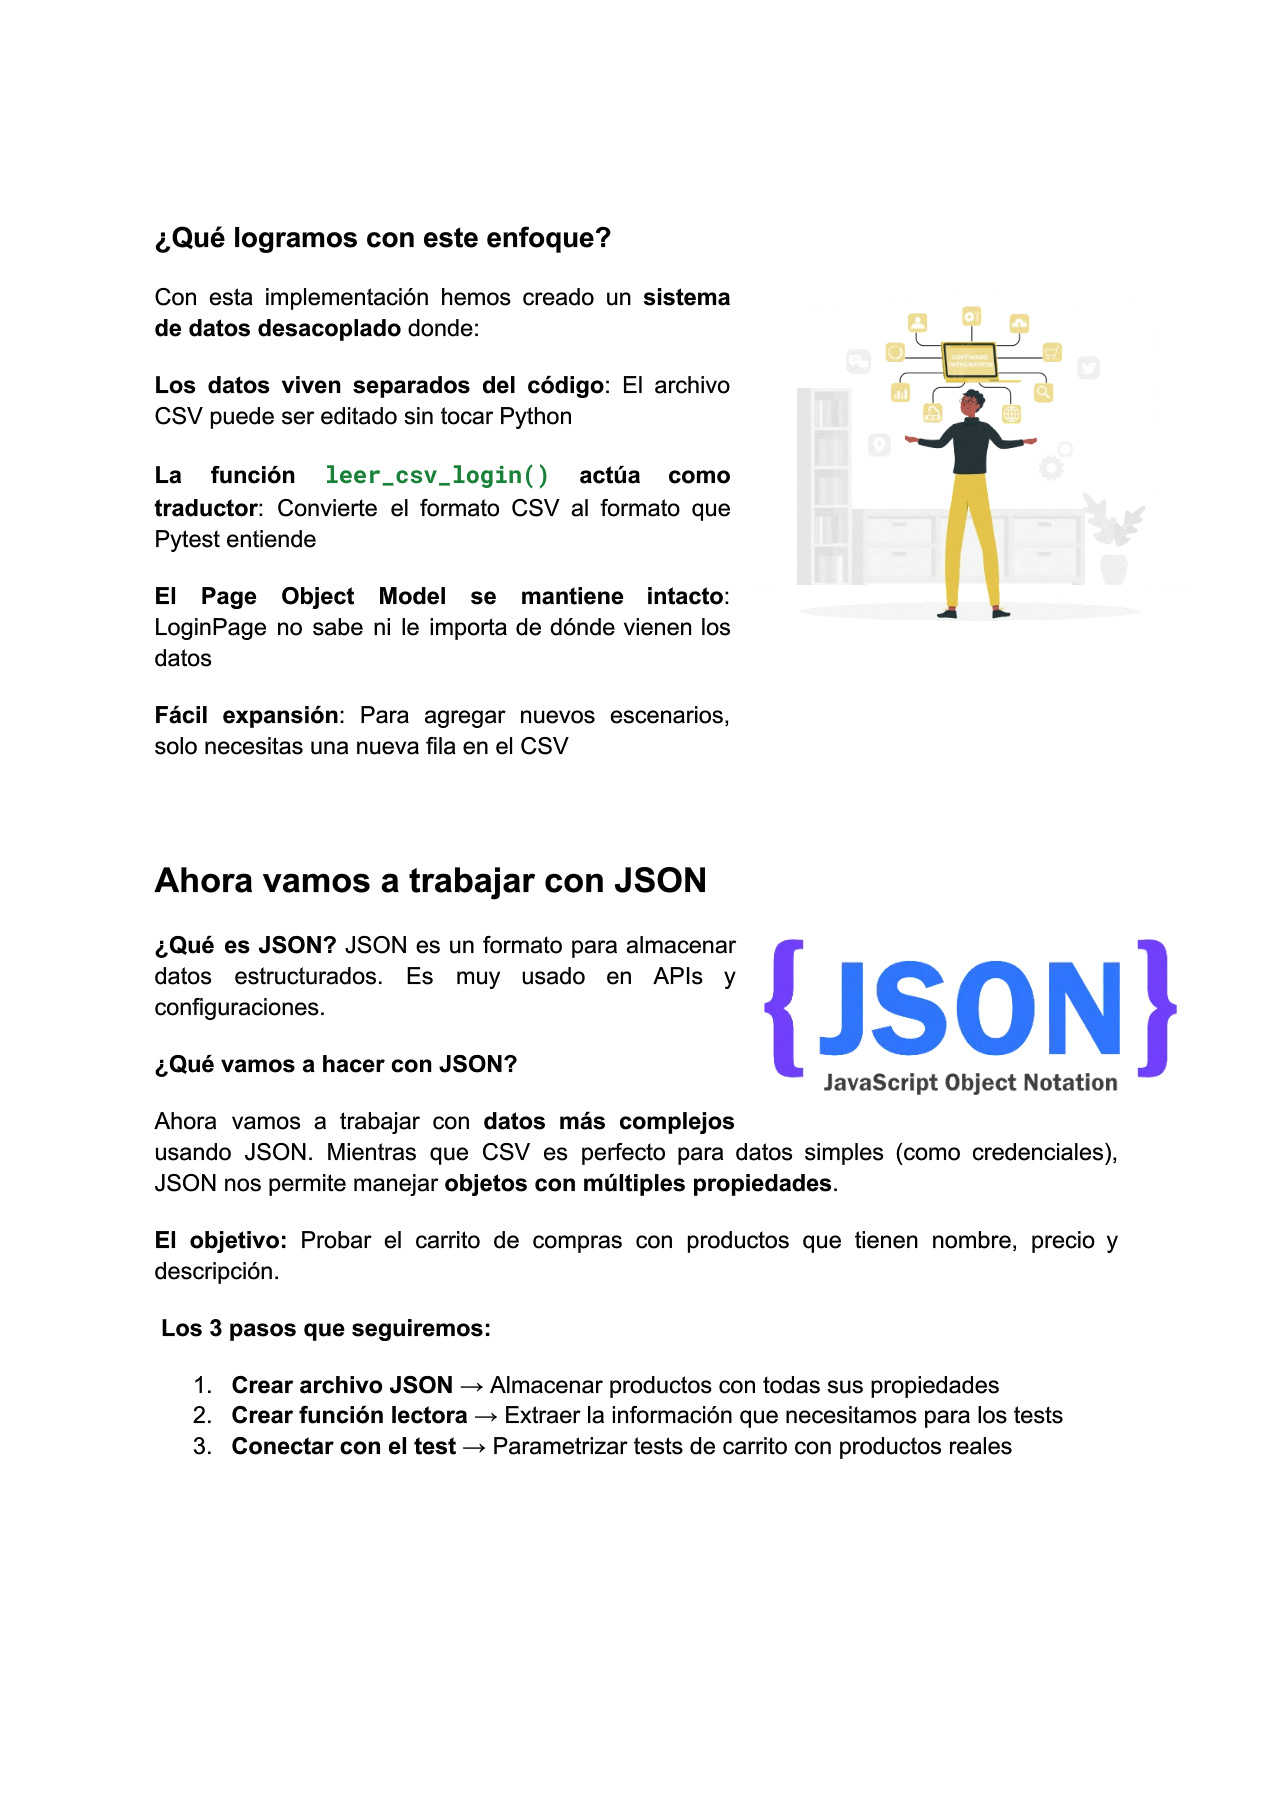 ¿Qué logramos con este enfoque?
Con esta implementación hemos creado un sistema
de datos desacoplado donde:
SOFTWARE
INTEGRATION
Los datos viven separados del código: El archivo
CSV puede ser editado sin tocar Python
La función leer_csv_login() actúa como
traductor: Convierte el formato CSV al formato que
Pytest entiende
El Page Object Model se mantiene intacto:
LoginPage no sabe ni le importa de dónde vienen los
datos
Fácil expansión: Para agregar nuevos escenarios,
solo necesitas una nueva fila en el CSV
Ahora vamos a trabajar con JSON
¿Qué es JSON? JSON es un formato para almacenar
datos estructurados. Es muy usado en APIs y
configuraciones.
{JSON}
JavaScript Object Notation
¿Qué vamos a hacer con JSON?
Ahora vamos a trabajar con datos más complejos
usando JSON. Mientras que CSV es perfecto para datos simples (como credenciales),
JSON nos permite manejar objetos con múltiples propiedades.
El objetivo: Probar el carrito de compras con productos que tienen nombre, precio y
descripción.
Los 3 pasos que seguiremos:
1. Crear archivo JSON → Almacenar productos con todas sus propiedades
2. Crear función lectora → Extraer la información que necesitamos para los tests
3. Conectar con el test → Parametrizar tests de carrito con productos reales